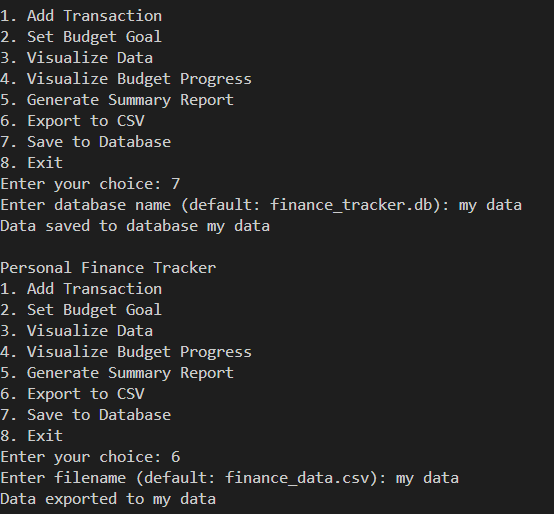 1. Add Transaction
2. Set Budget Goal
3. Visualize Data
4. Visualize Budget Progress
5. Generate Summary Report
6. Export to CSV
7. Save to Database
8. Exit
Enter your choice: 7
Enter database name (default: finance_tracker.db): my data
Data saved to database my data
Personal Finance Tracker
1. Add Transaction
2. Set Budget Goal
3. Visualize Data
4. Visualize Budget Progress
5. Generate Summary Report
6. Export to CSV
7. Save to Database
8. Exit
Enter your choice: 6
Enter filename (default: finance_data.csv): my data
Data exported to my data